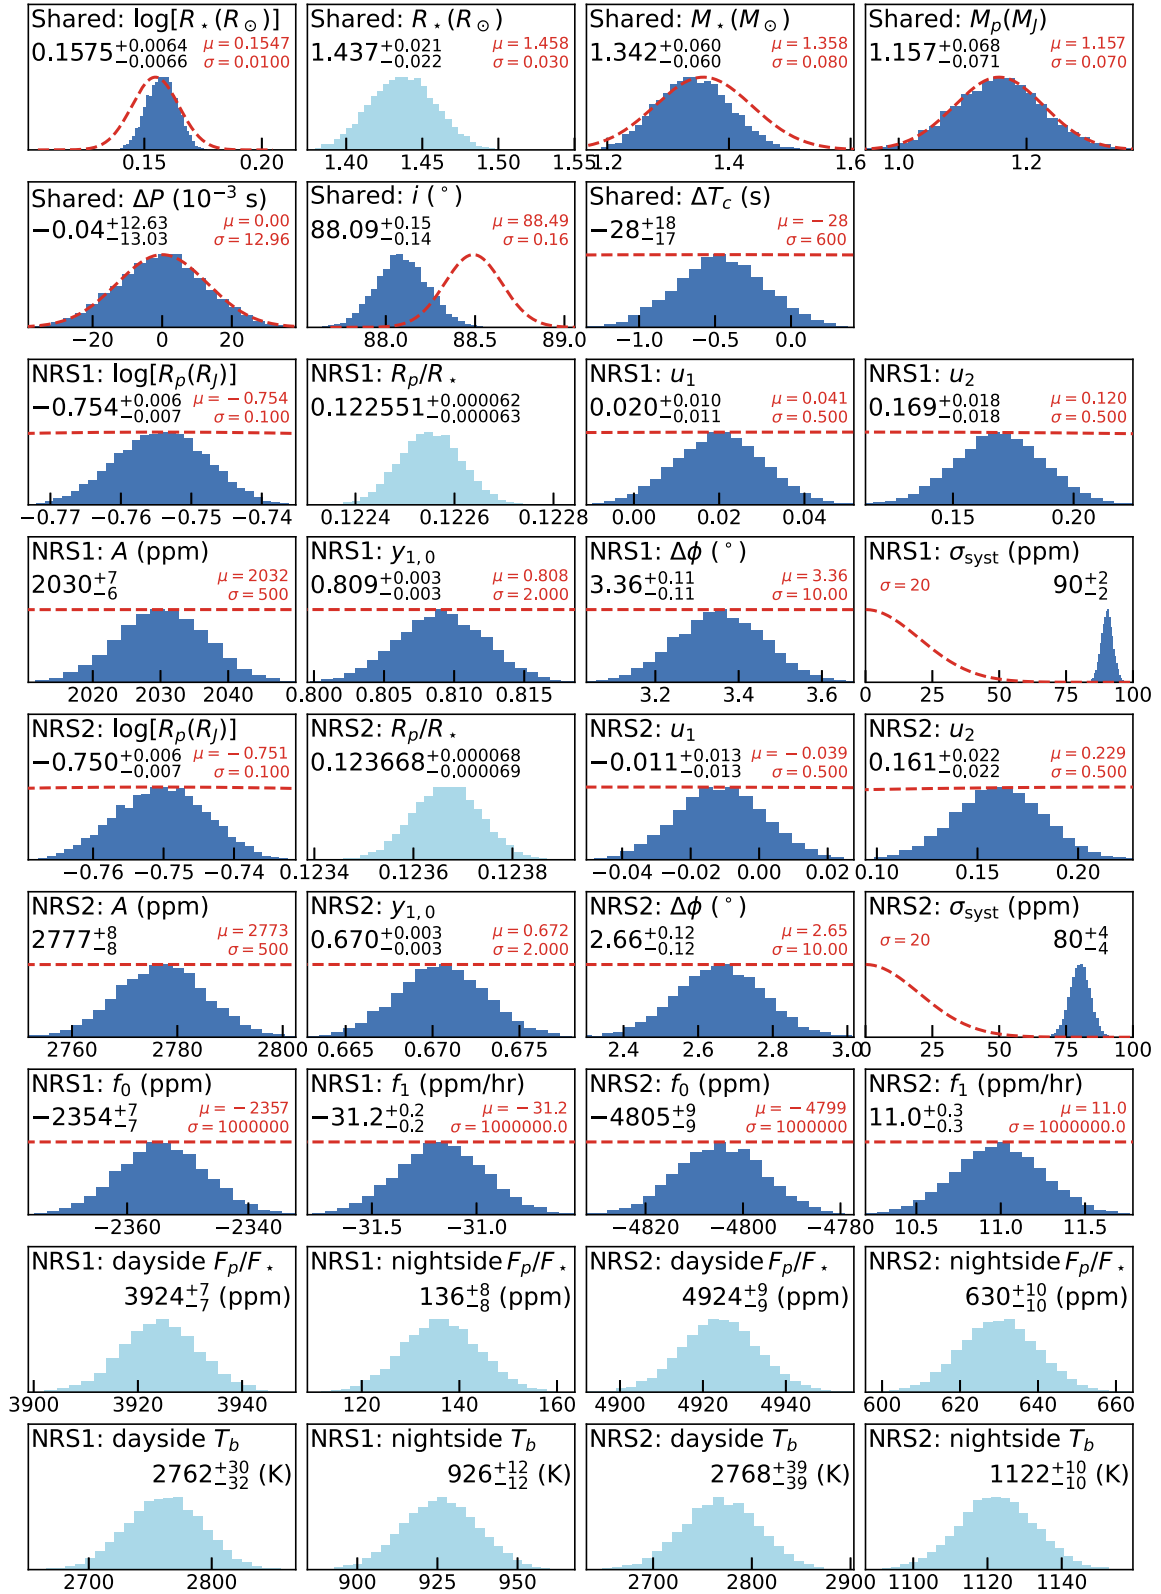 Shared: log[R⋆(R⊙)] Shared: R⋆(R⊙) Shared: M⋆(M⊙) Shared: Mp(MJ)
0.1575 +0.0064 −0.0066 μ = 0.1547 σ = 0.0100 1.437 +0.021 −0.022 μ = 1.458 σ = 0.030 1.342 +0.060 −0.060 μ = 1.358 σ = 0.080 1.157 +0.068 −0.071 μ = 1.157 σ = 0.070
0.15 0.20 1.40 1.45 1.50 1.55 1.2 1.4 1.6 1.0 1.2
Shared: ΔP (10⁻³ s) Shared: i (°) Shared: ΔTc (s)
−0.04 +12.63 −13.03 μ = 0.00 σ = 12.96 88.09 +0.15 −0.14 μ = 88.49 σ = 0.16 −28 +18 −17 μ = −28 σ = 600
−20 0 20 88.0 88.5 89.0 −1.0 −0.5 0.0
NRS1: log[Rp(RJ)] NRS1: Rp/R⋆ NRS1: u1 NRS1: u2
−0.754 +0.006 −0.007 μ = −0.754 σ = 0.100 0.122551 +0.000062 −0.000063 0.020 +0.010 −0.011 μ = 0.041 σ = 0.500 0.169 +0.018 −0.018 μ = 0.120 σ = 0.500
−0.77 −0.76 −0.75 −0.74 0.1224 0.1226 0.1228 0.00 0.02 0.04 0.15 0.20
NRS1: A (ppm) NRS1: y1,0 NRS1: Δϕ (°) NRS1: σsyst (ppm)
2030 +7 −6 μ = 2032 σ = 500 0.809 +0.003 −0.003 μ = 0.808 σ = 2.000 3.36 +0.11 −0.11 μ = 3.36 σ = 10.00 σ = 20 90 +2 −2
2020 2030 2040 0.800 0.805 0.810 0.815 3.2 3.4 3.6 0 25 50 75 100
NRS2: log[Rp(RJ)] NRS2: Rp/R⋆ NRS2: u1 NRS2: u2
−0.750 +0.006 −0.007 μ = −0.751 σ = 0.100 0.123668 +0.000068 −0.000069 −0.011 +0.013 −0.013 μ = −0.039 σ = 0.500 0.161 +0.022 −0.022 μ = 0.229 σ = 0.500
−0.76 −0.75 −0.74 0.1234 0.1236 0.1238 −0.04 −0.02 0.00 0.02 0.10 0.15 0.20
NRS2: A (ppm) NRS2: y1,0 NRS2: Δϕ (°) NRS2: σsyst (ppm)
2777 +8 −8 μ = 2773 σ = 500 0.670 +0.003 −0.003 μ = 0.672 σ = 2.000 2.66 +0.12 −0.12 μ = 2.65 σ = 10.00 σ = 20 80 +4 −4
2760 2780 2800 0.665 0.670 0.675 2.4 2.6 2.8 3.0 0 25 50 75 100
NRS1: f0 (ppm) NRS1: f1 (ppm/hr) NRS2: f0 (ppm) NRS2: f1 (ppm/hr)
−2354 +7 −7 μ = −2357 σ = 1000000 −31.2 +0.2 −0.2 μ = −31.2 σ = 1000000.0 −4805 +9 −9 μ = −4799 σ = 1000000 11.0 +0.3 −0.3 μ = 11.0 σ = 1000000.0
−2360 −2340 −31.5 −31.0 −4820 −4800 −4780 10.5 11.0 11.5
NRS1: dayside Fp/F⋆ NRS1: nightside Fp/F⋆ NRS2: dayside Fp/F⋆ NRS2: nightside Fp/F⋆
3924 +7 −7 (ppm) 136 +8 −8 (ppm) 4924 +9 −9 (ppm) 630 +10 −10 (ppm)
3900 3920 3940 120 140 160 4900 4920 4940 600 620 640 660
NRS1: dayside Tb NRS1: nightside Tb NRS2: dayside Tb NRS2: nightside Tb
2762 +30 −32 (K) 926 +12 −12 (K) 2768 +39 −39 (K) 1122 +10 −10 (K)
2700 2800 900 925 950 2700 2800 2900 1100 1120 1140